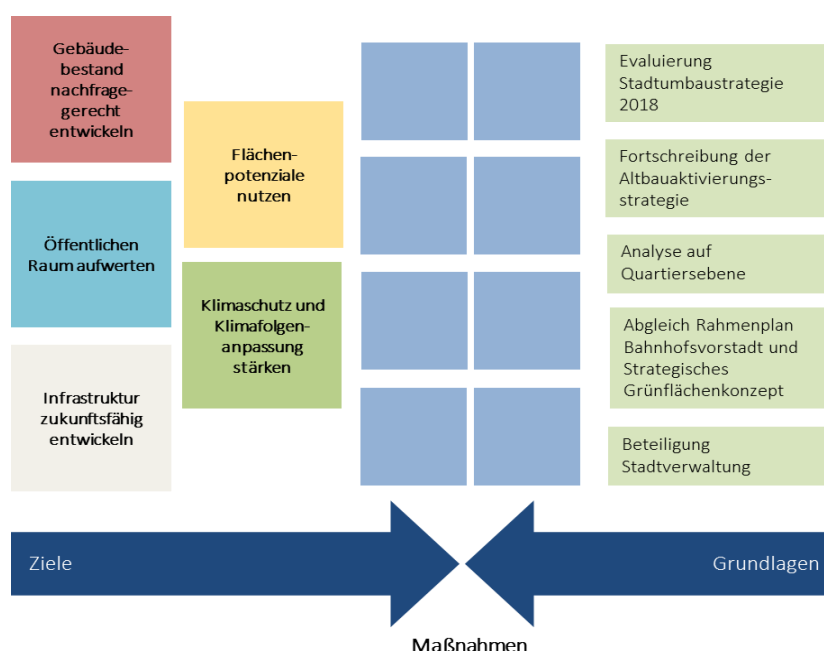 Gebäude-
bestand
nachfrage-
gerecht
entwickeln
Öffentlichen
Raum aufwerten
Infrastruktur
zukunftsfähig
entwickeln
Flächen-
potenziale
nutzen
Klimaschutz und
Klimafolgen-
anpassung
stärken
Evaluierung
Stadtumbaustrategie
2018
Fortschreibung der
Altbauaktivierungs-
strategie
Analyse auf
Quartiersebene
Abgleich Rahmenplan
Bahnhofsvorstadt und
Strategisches
Grünflächenkonzept
Beteiligung
Stadtverwaltung
Ziele
Grundlagen
Maßnahmen